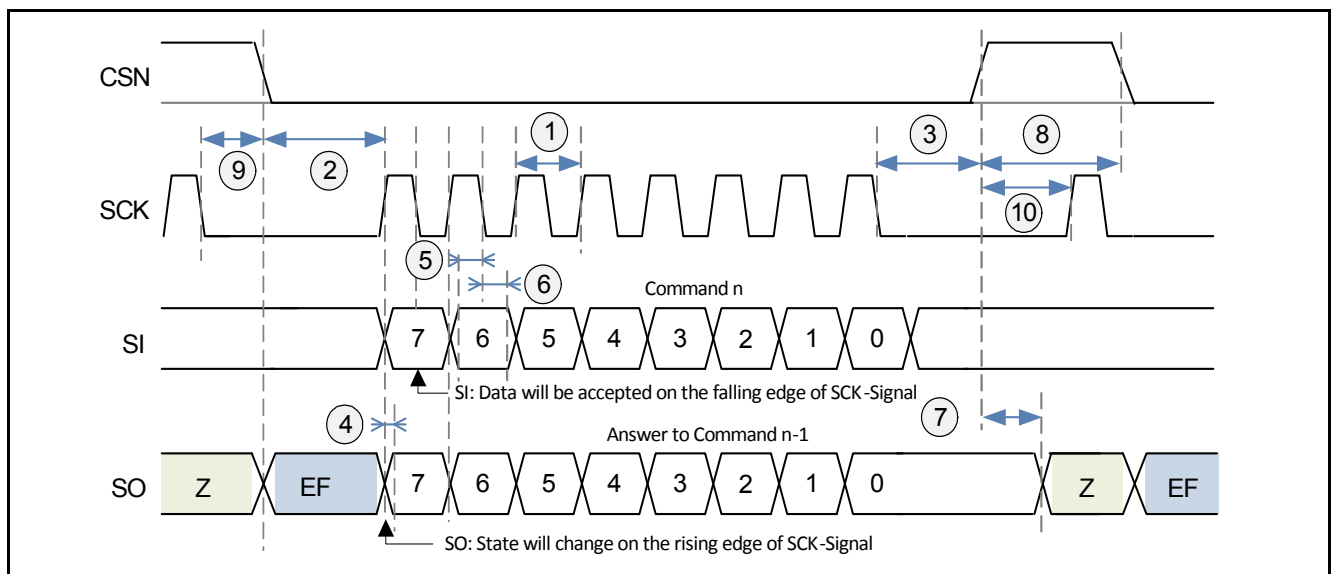 CSN
1
3
8
9
2
SCK
10
5
6
Command n
SI
7 6 5 4 3 2 1 0
SI: Data will be accepted on the falling edge of SCK-Signal
4
Answer to Command n-1
7
SO
Z EF 7 6 5 4 3 2 1 0 Z EF
SO: State will change on the rising edge of SCK-Signal